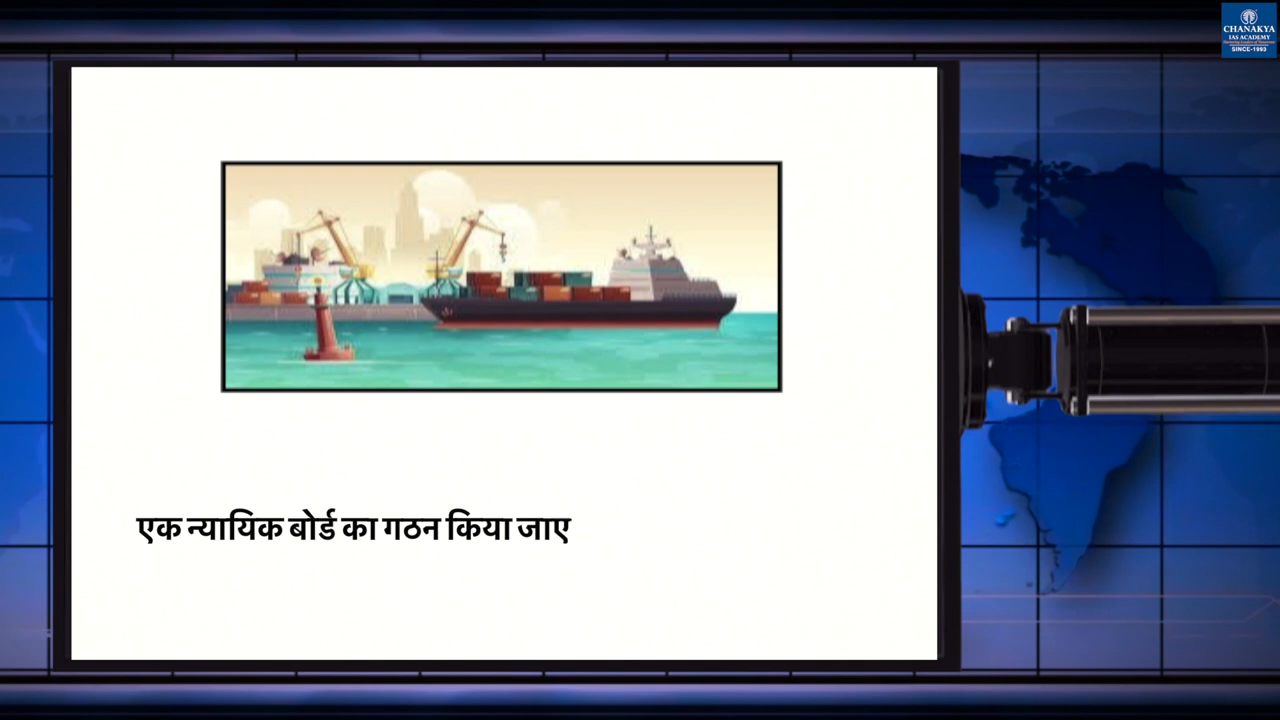 CHANAKYA
IAS ACADEMY
SINCE-1993
एक न्यायिक बोर्ड का गठन किया जाए